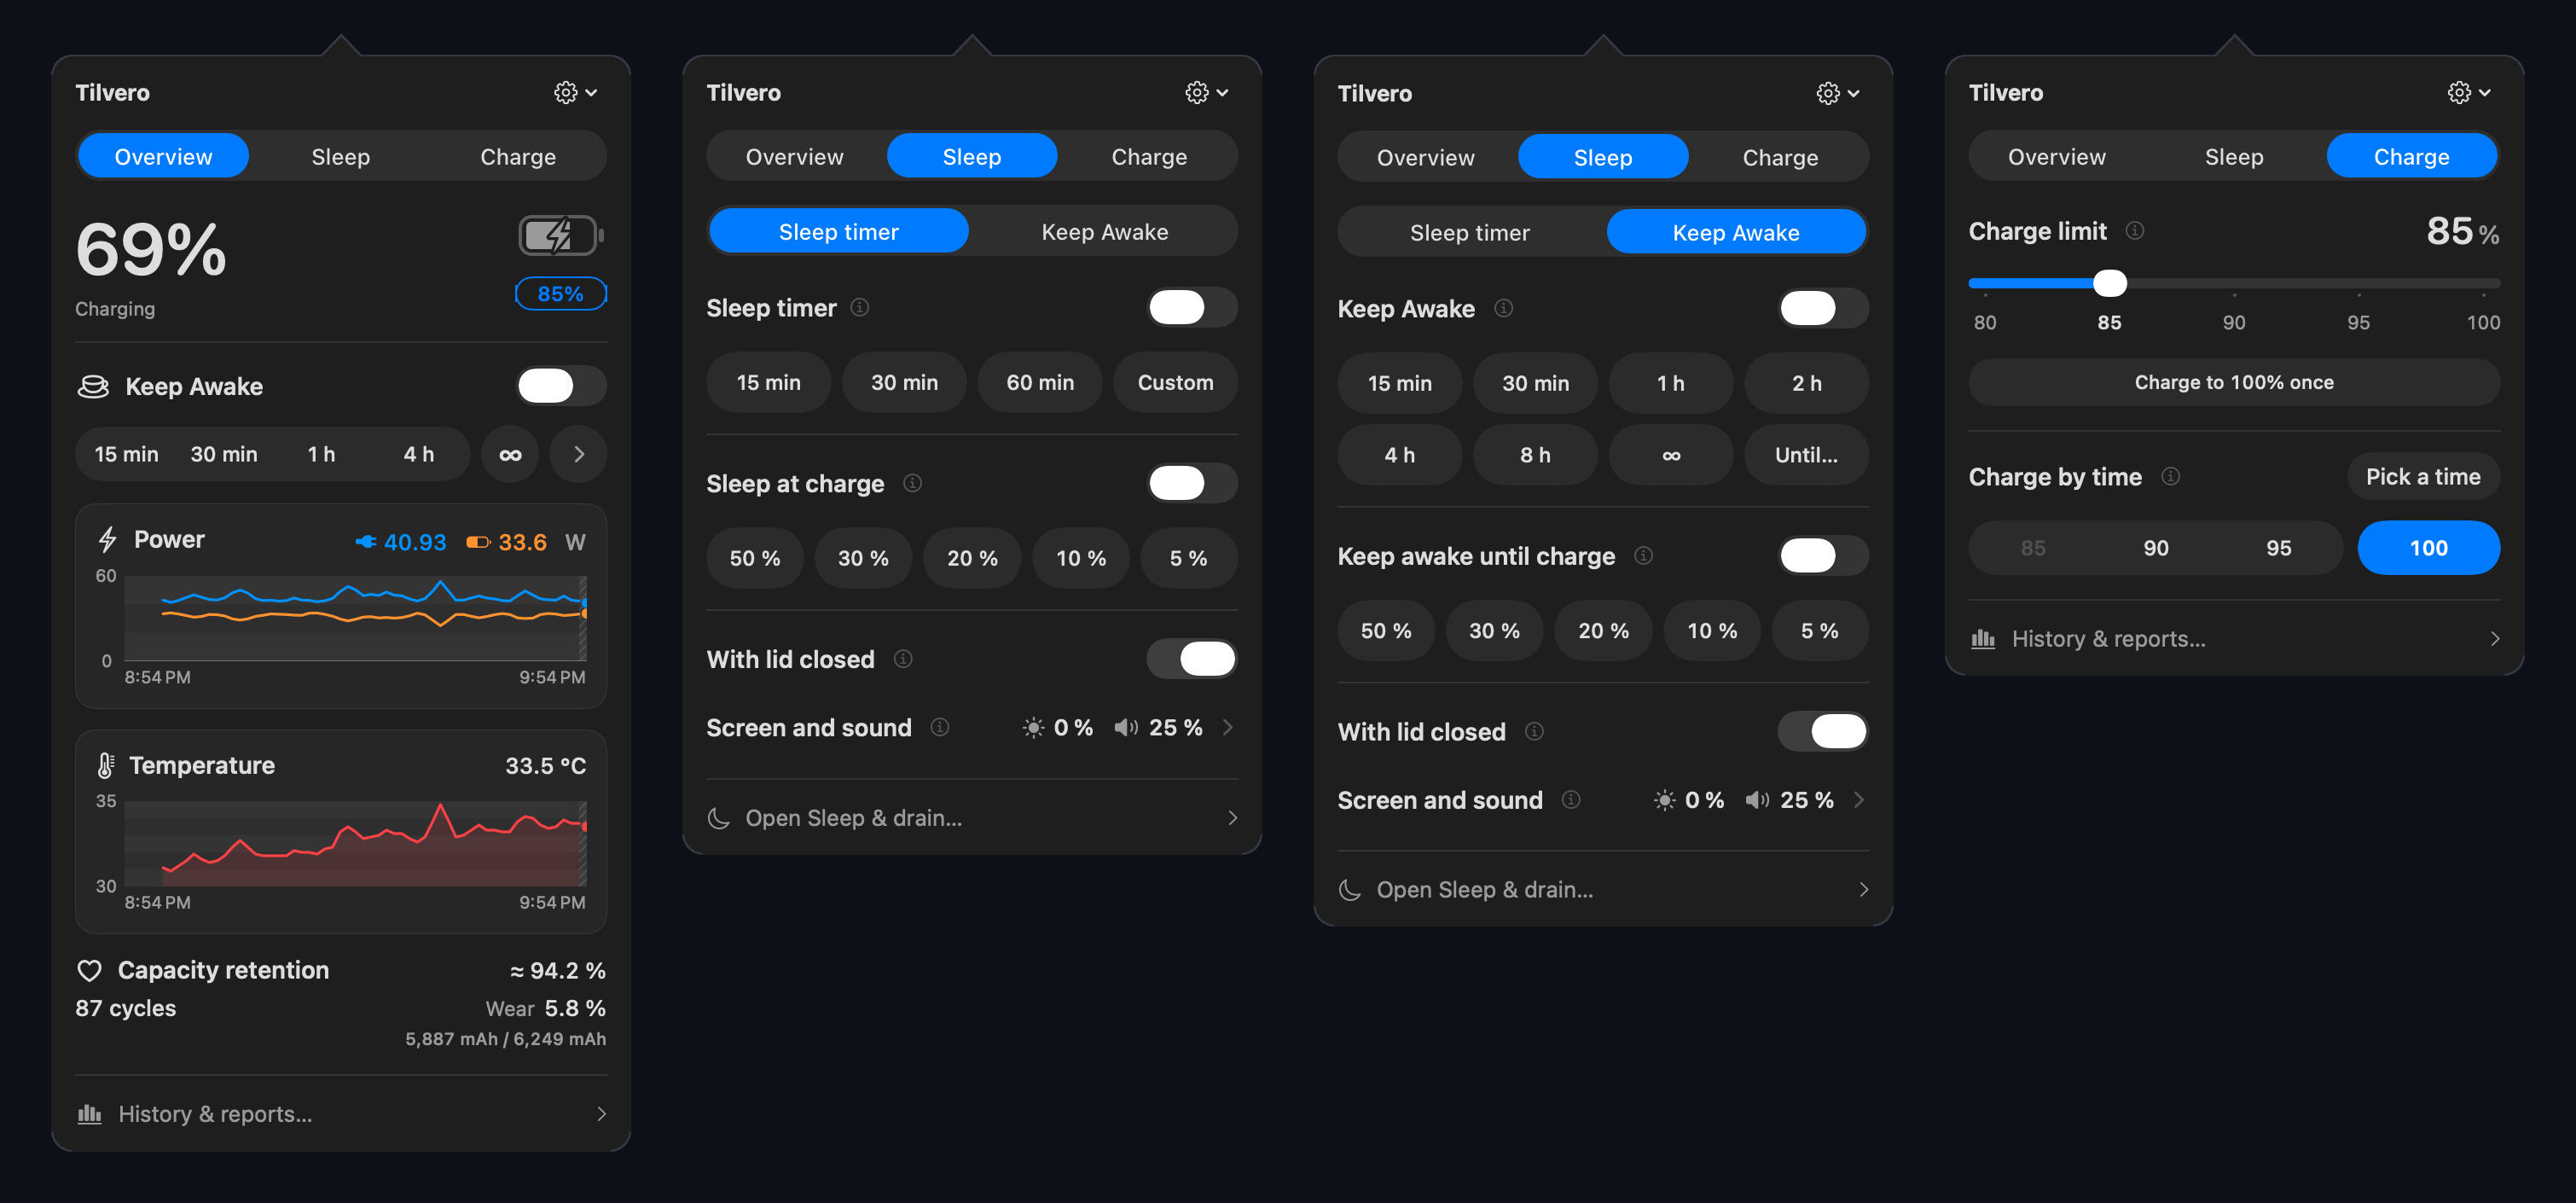 Tilvero
Overview Sleep Charge
69%
85%
Charging
Keep Awake
15 min 30 min 1 h 4 h ∞
Power 40.93 33.6 W
60
0
8:54 PM 9:54 PM
Temperature 33.5 °C
35
30
8:54 PM 9:54 PM
Capacity retention ≈ 94.2 %
87 cycles Wear 5.8 %
5,887 mAh / 6,249 mAh
History & reports...
Tilvero
Overview Sleep Charge
Sleep timer Keep Awake
Sleep timer
15 min 30 min 60 min Custom
Sleep at charge
50 % 30 % 20 % 10 % 5 %
With lid closed
Screen and sound 0 % 25 %
Open Sleep & drain...
Tilvero
Overview Sleep Charge
Sleep timer Keep Awake
Keep Awake
15 min 30 min 1 h 2 h
4 h 8 h ∞ Until...
Keep awake until charge
50 % 30 % 20 % 10 % 5 %
With lid closed
Screen and sound 0 % 25 %
Open Sleep & drain...
Tilvero
Overview Sleep Charge
Charge limit 85 %
80 85 90 95 100
Charge to 100% once
Charge by time Pick a time
85 90 95 100
History & reports...